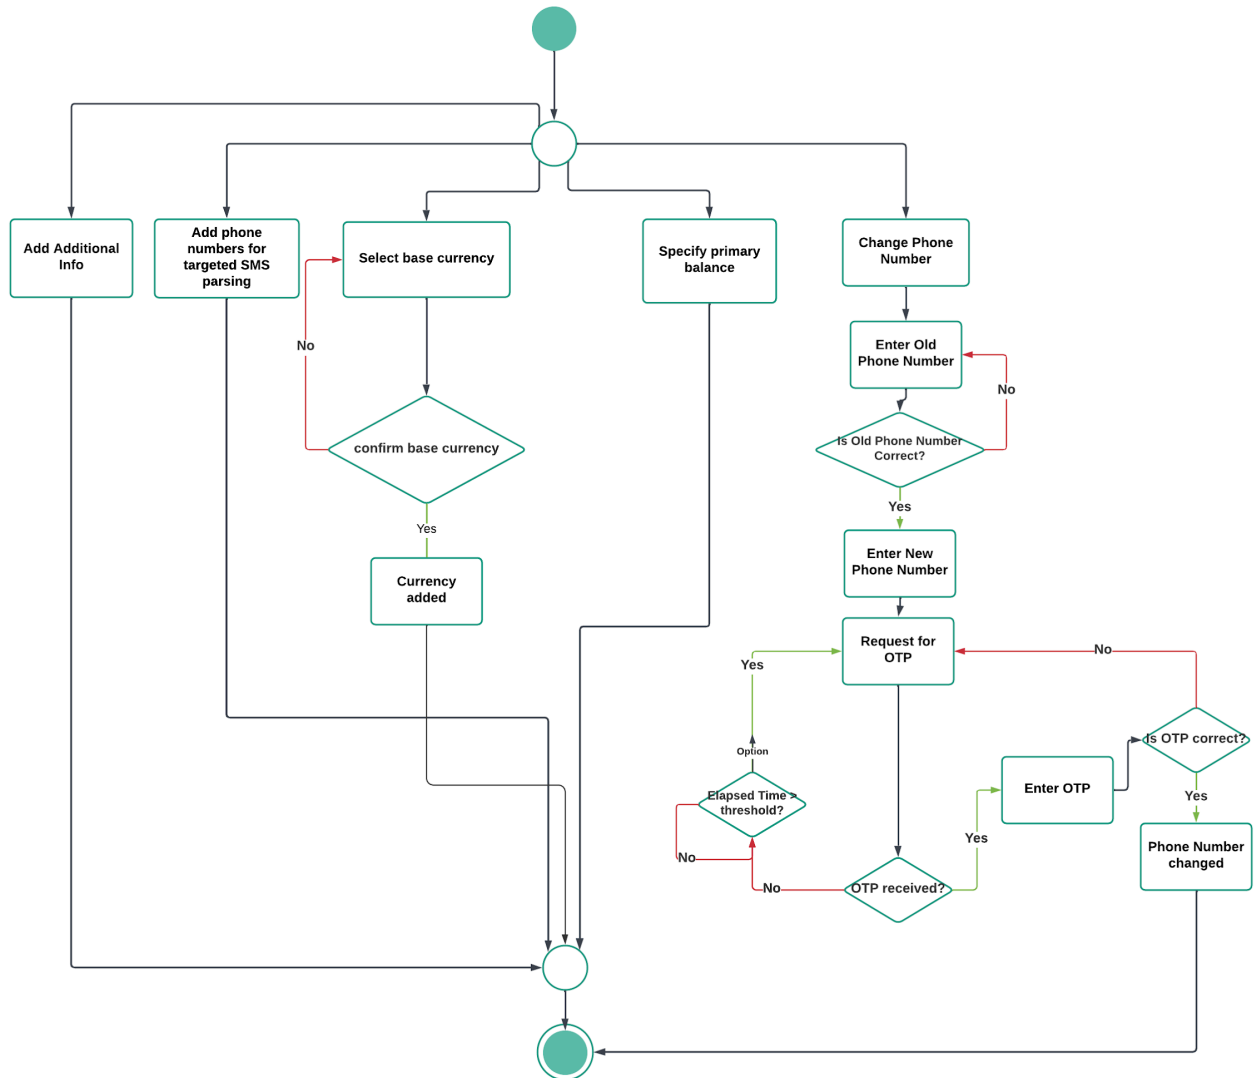 Add Additional
Info
Add phone
numbers for
targeted SMS
parsing
Select base currency
Specify primary
balance
Change Phone
Number
Enter Old
Phone Number
No
No
confirm base currency
Is Old Phone Number
Correct?
Yes
Yes
Currency
added
Enter New
Phone Number
Request for
OTP
Yes
No
Option
Is OTP correct?
Elapsed Time >
threshold?
Enter OTP
Yes
No
Yes
Phone Number
changed
No
OTP received?